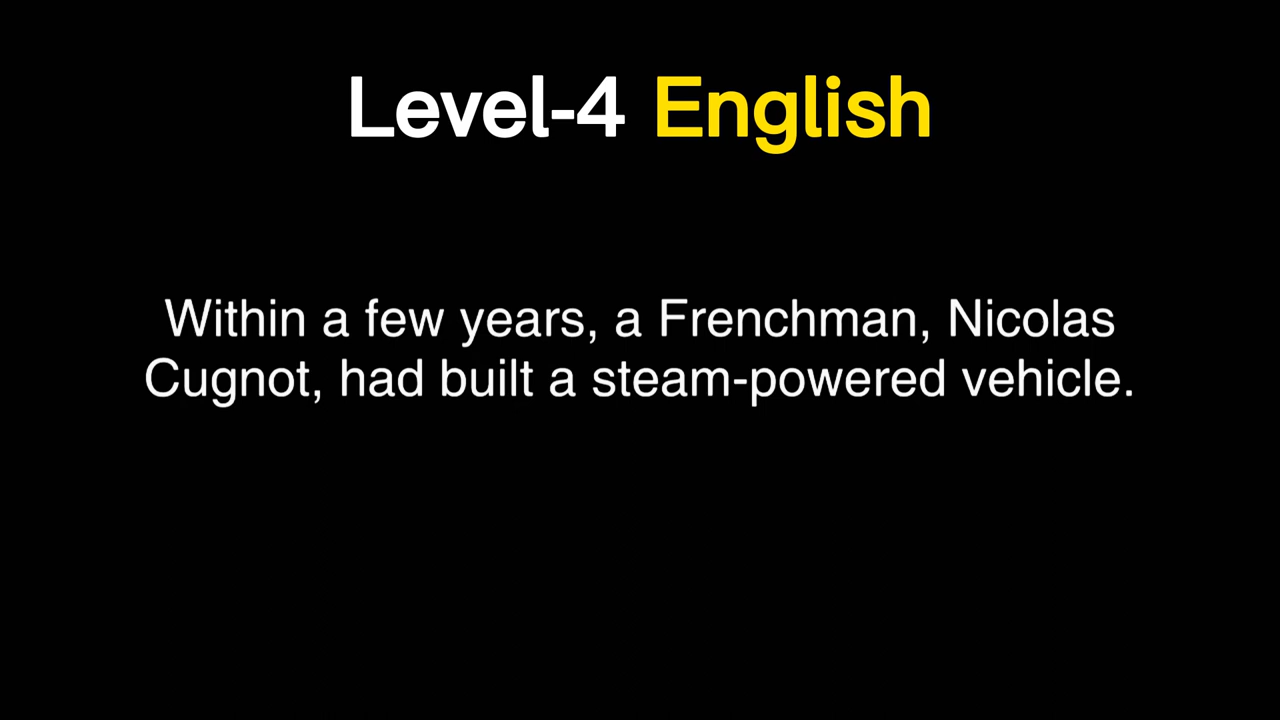 Level-4 English
Within a few years, a Frenchman, Nicolas
Cugnot, had built a steam-powered vehicle.